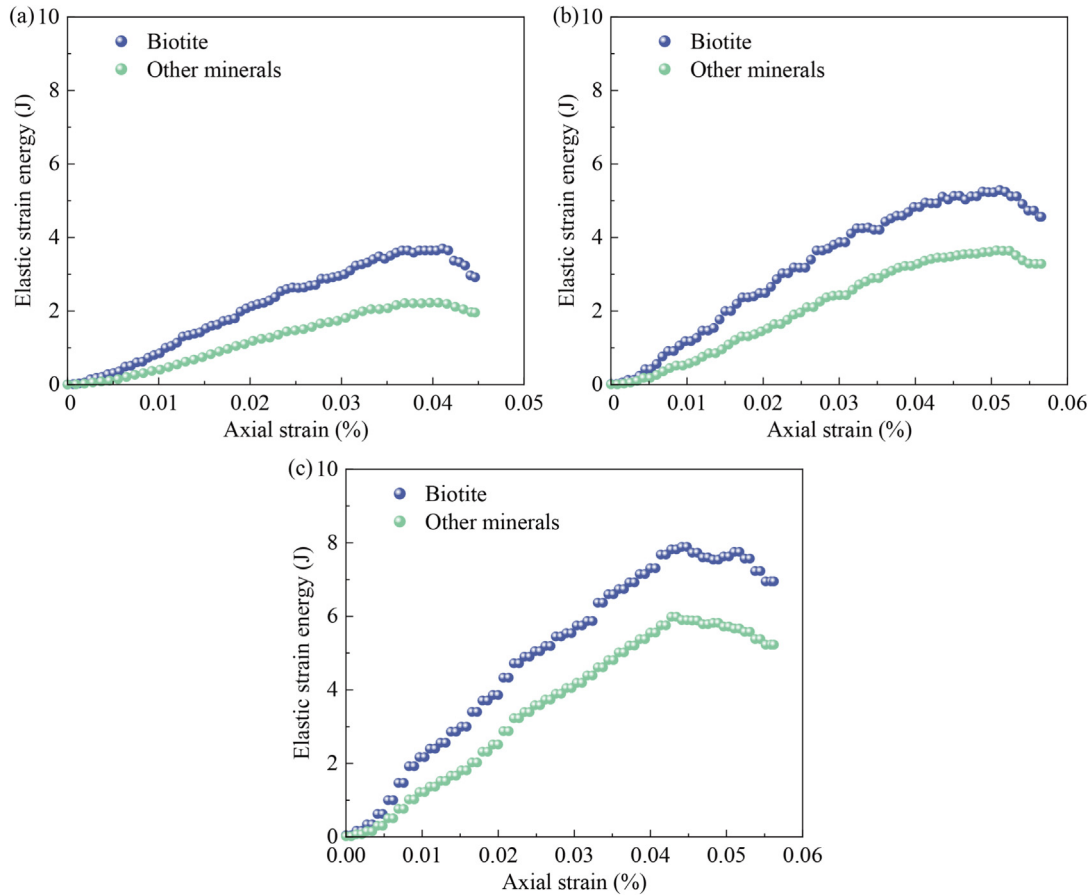 (a)
10
8
6
4
2
0
Elastic strain energy (J)
Biotite
Other minerals
0 0.01 0.02 0.03 0.04 0.05
Axial strain (%)
(b)
10
8
6
4
2
0
Elastic strain energy (J)
Biotite
Other minerals
0 0.01 0.02 0.03 0.04 0.05 0.06
Axial strain (%)
(c)
10
8
6
4
2
0
Elastic strain energy (J)
Biotite
Other minerals
0.00 0.01 0.02 0.03 0.04 0.05 0.06
Axial strain (%)